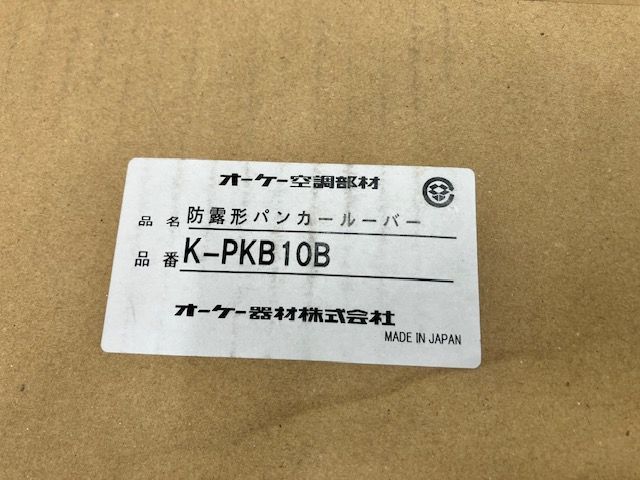 オーケー空調部材
品名 防露形パンカールーバー
品番 K-PKB10B
オーケー器材株式会社
MADE IN JAPAN